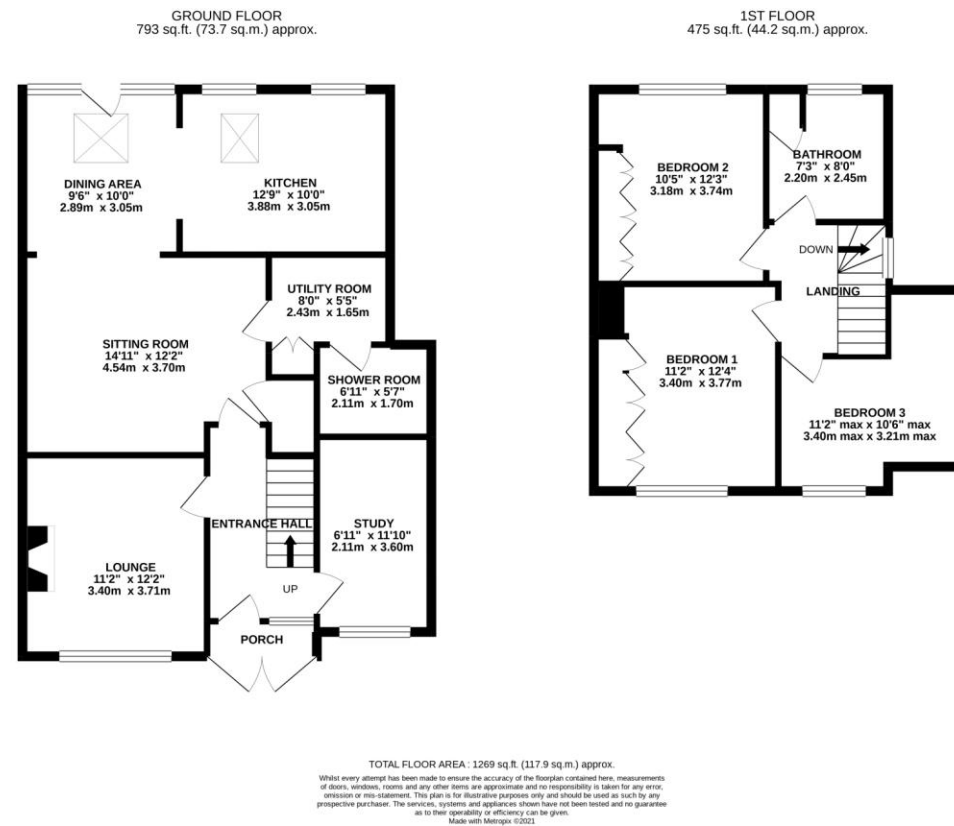 GROUND FLOOR
793 sq.ft. (73.7 sq.m.) approx.
1ST FLOOR
475 sq.ft. (44.2 sq.m.) approx.
DINING AREA
9'6" x 10'0"
2.89m x 3.05m
KITCHEN
12'9" x 10'0"
3.88m x 3.05m
UTILITY ROOM
8'0" x 5'5"
2.43m x 1.65m
SITTING ROOM
14'11" x 12'2"
4.54m x 3.70m
SHOWER ROOM
6'11" x 5'7"
2.11m x 1.70m
ENTRANCE HALL
STUDY
6'11" x 11'10"
2.11m x 3.60m
LOUNGE
11'2" x 12'2"
3.40m x 3.71m
UP
PORCH
BEDROOM 2
10'5" x 12'3"
3.18m x 3.74m
BATHROOM
7'3" x 8'0"
2.20m x 2.45m
DOWN
LANDING
BEDROOM 1
11'2" x 12'4"
3.40m x 3.77m
BEDROOM 3
11'2" max x 10'6" max
3.40m max x 3.21m max
TOTAL FLOOR AREA : 1269 sq.ft. (117.9 sq.m.) approx.
Whilst every attempt has been made to ensure the accuracy of the floorplan contained here, measurements
of doors, windows, rooms and any other items are approximate and no responsibility is taken for any error,
omission or mis-statement. This plan is for illustrative purposes only and should be used as such by any
prospective purchaser. The services, systems and appliances shown have not been tested and no guarantee
as to their operability or efficiency can be given.
Made with Metropix ©2021